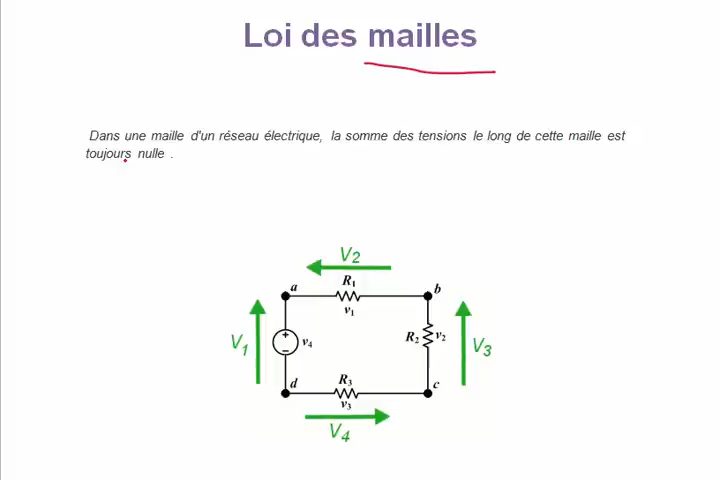 Loi des mailles
Dans une maille d'un réseau électrique, la somme des tensions le long de cette maille est
toujours nulle .
V2
a
R1
b
v1
V1
v4
R2
v2
V3
d
R3
c
v3
V4